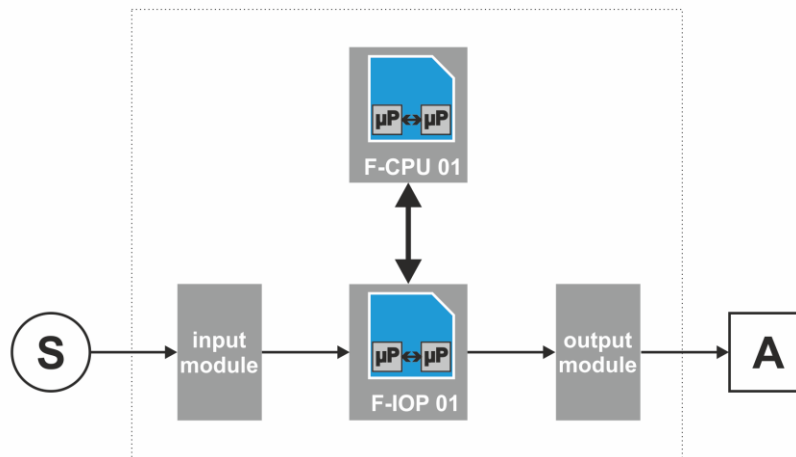 µP µP
F-CPU 01
S
input
module
µP µP
F-IOP 01
output
module
A